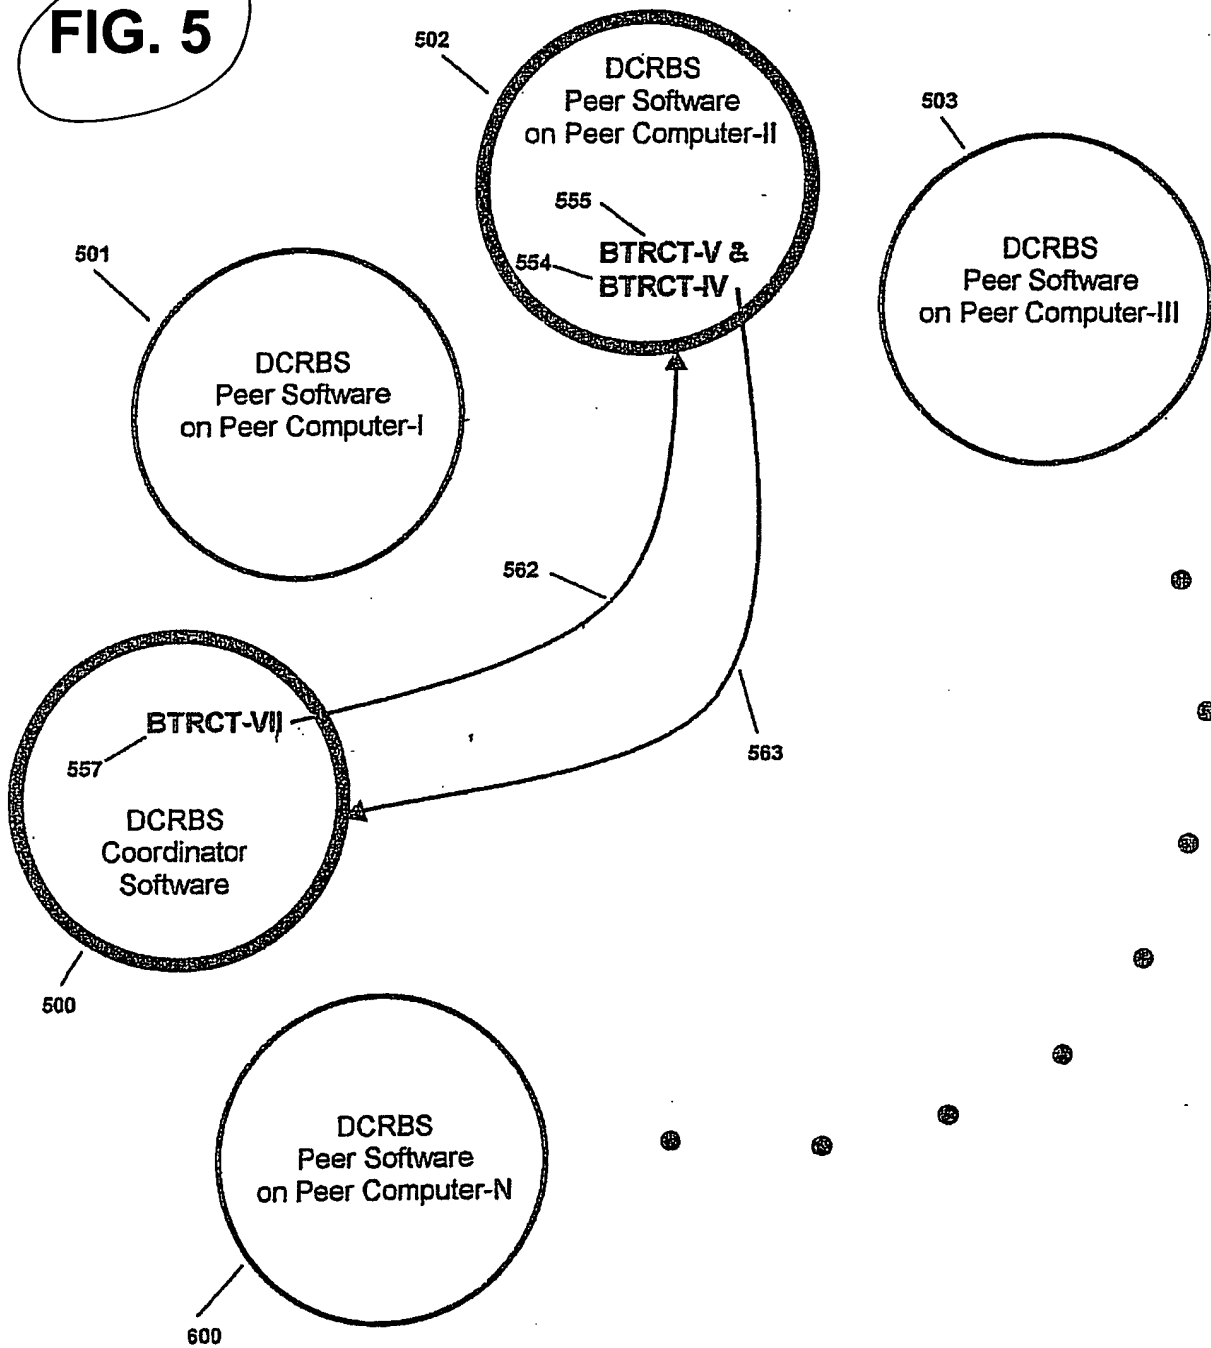 FIG. 5
502
DCRBS
Peer Software
on Peer Computer-II
555
BTRCT-V &
554
BTRCT-IV
503
DCRBS
Peer Software
on Peer Computer-III
501
DCRBS
Peer Software
on Peer Computer-I
562
563
BTRCT-VII
557
DCRBS
Coordinator
Software
500
DCRBS
Peer Software
on Peer Computer-N
600